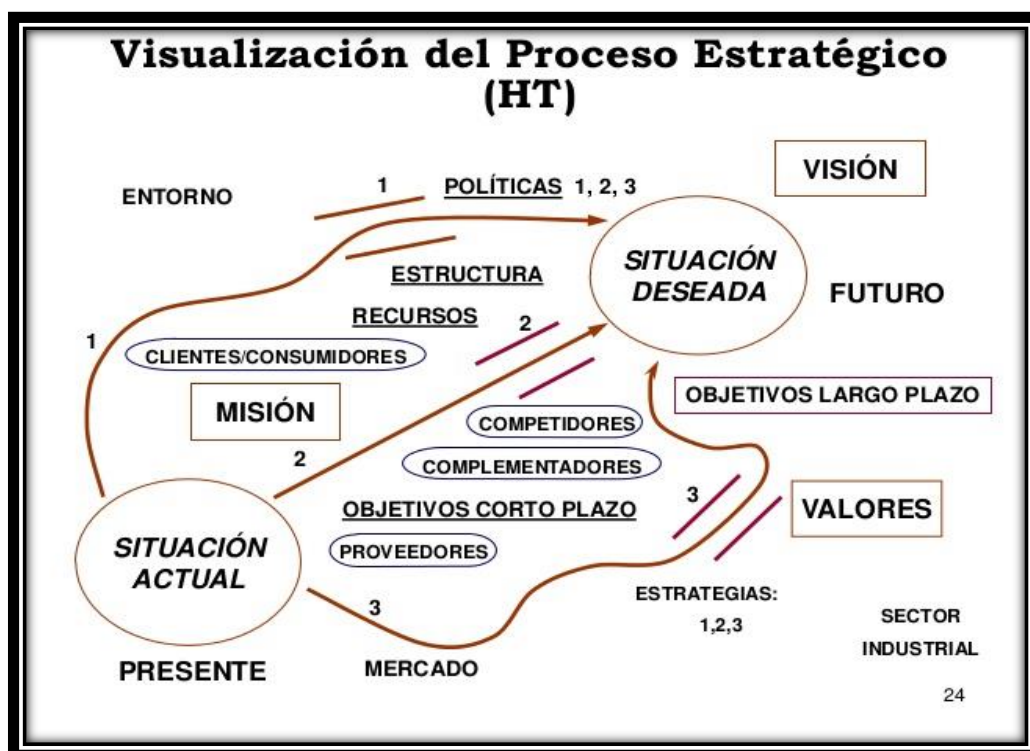 Visualización del Proceso Estratégico
(HT)
VISIÓN
ENTORNO
1
POLÍTICAS 1, 2, 3
SITUACIÓN
DESEADA
FUTURO
ESTRUCTURA
RECURSOS
2
1
CLIENTES/CONSUMIDORES
OBJETIVOS LARGO PLAZO
MISIÓN
COMPETIDORES
2
COMPLEMENTADORES
3
VALORES
OBJETIVOS CORTO PLAZO
SITUACIÓN
ACTUAL
PROVEEDORES
3
ESTRATEGIAS:
1,2,3
SECTOR
INDUSTRIAL
PRESENTE
MERCADO
24